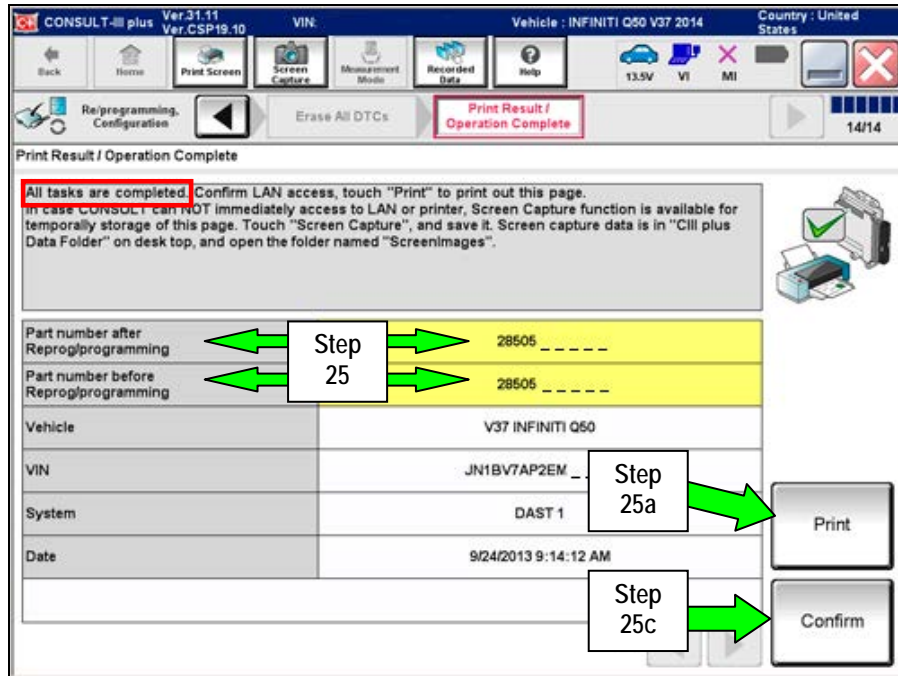 CONSULT-III plus Ver.31.11
Ver.CSP19.10
VIN:
Vehicle : INFINITI Q50 V37 2014
Country : United
States
Back
Home
Print Screen
Screen
Capture
Measurement
Mode
Recorded
Data
Help
13.5V
VI
MI
Re/programming,
Configuration
Erase All DTCs
Print Result /
Operation Complete
14/14
Print Result / Operation Complete
All tasks are completed. Confirm LAN access, touch "Print" to print out this page.
In case CONSULT can NOT immediately access to LAN or printer, Screen Capture function is available for
temporally storage of this page. Touch "Screen Capture", and save it. Screen capture data is in "CIII plus
Data Folder" on desk top, and open the folder named "ScreenImages".
Part number after
Reprog/programming
28505 _ _ _ _ _
Step
25
Part number before
Reprog/programming
28505 _ _ _ _ _
Vehicle
V37 INFINITI Q50
VIN
JN1BV7AP2EM _
Step
25a
System
DAST 1
Print
Date
9/24/2013 9:14:12 AM
Step
25c
Confirm